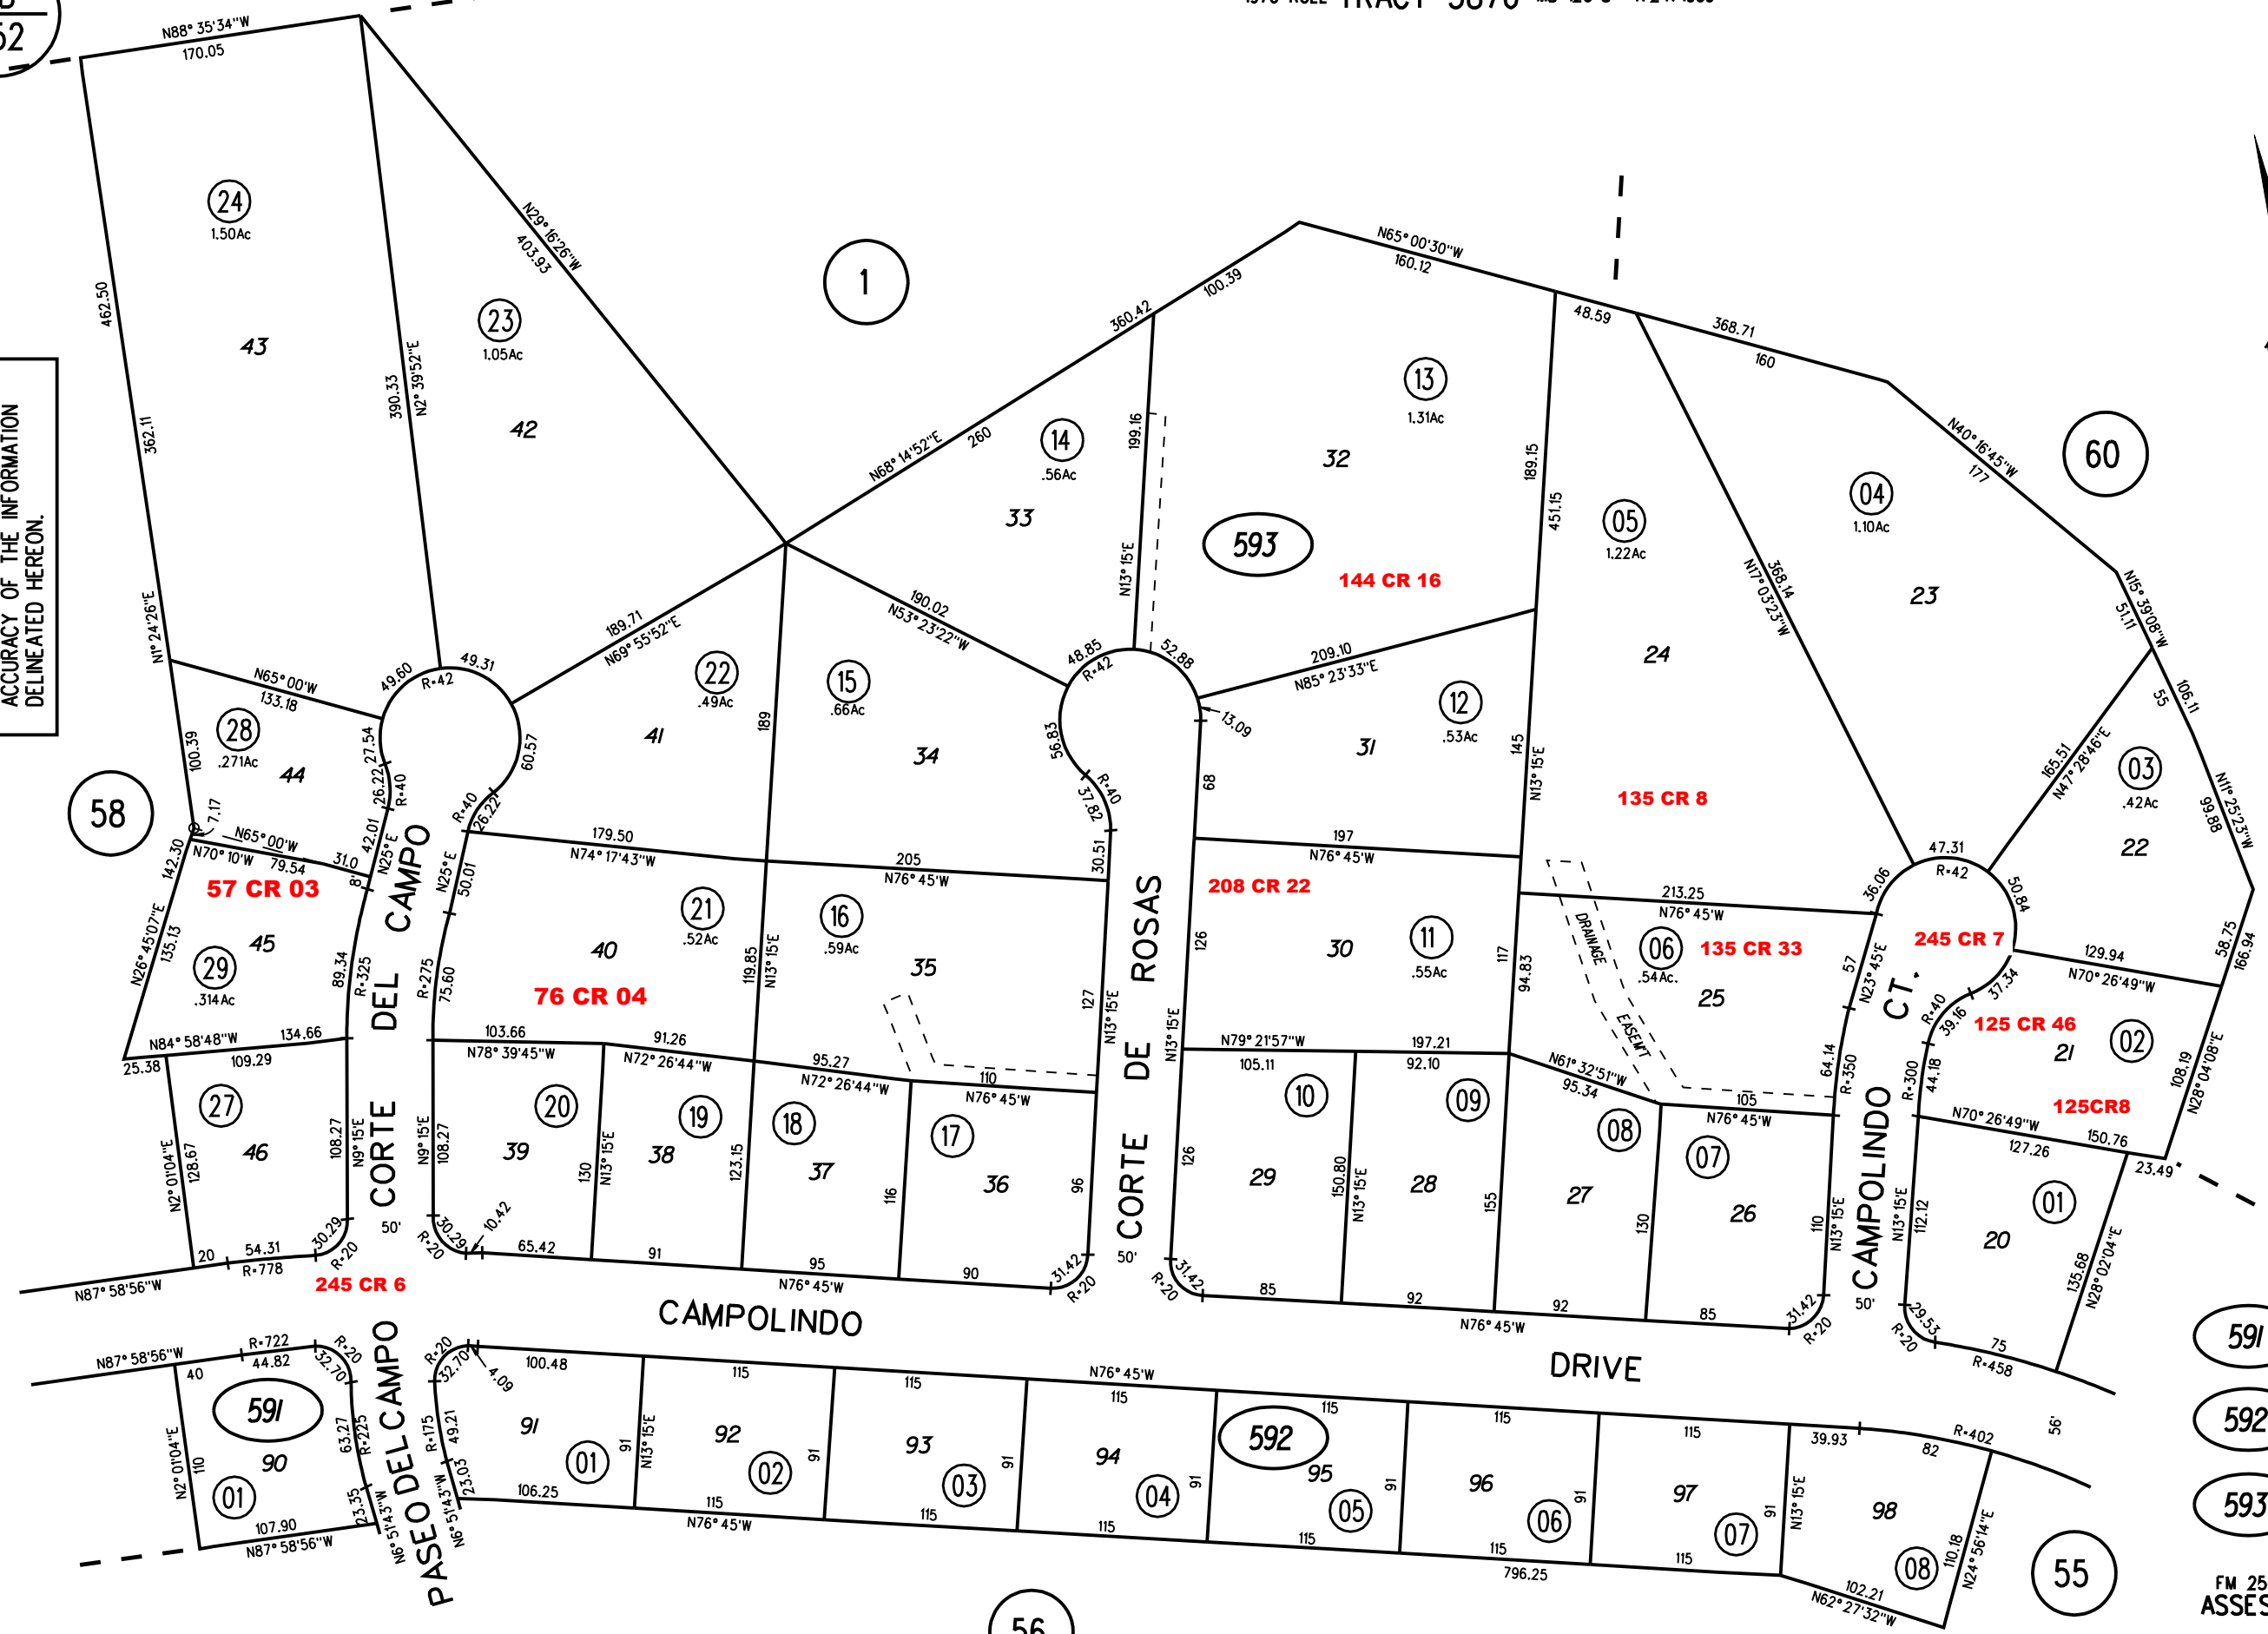 52
TRACT 5870
N88° 35'34"W
170.05
24
1.50Ac
462.50
43
362.11
N1° 24'26"E
390.33
N2° 39'52"E
23
1.05Ac
42
N29° 16'26"W
403.93
1
ACCURACY OF THE INFORMATION
DELINEATED HEREON.
360.42
100.39
N68° 14'52"E
260
14
.56Ac
33
199.16
N13° 15'E
N65° 00'30"W
160.12
48.59
368.71
160
13
1.31Ac
32
593
144 CR 16
189.15
451.15
05
1.22Ac
24
N17° 03'23"W
368.14
04
1.10Ac
23
N40° 16'45"W
177
60
N15° 39'08"W
51.11
106.11
55
N11° 25'23"W
99.88
165.51
N47° 28'46"E
03
.42Ac
22
N65° 00'W
133.18
49.60
49.31
R=42
189.71
N69° 55'52"E
190.02
N53° 23'22"W
48.85
R=42
52.88
209.10
N85° 23'33"E
13.09
28
.271Ac
44
100.39
27.54
26.22
R=40
60.57
R=40
26.22
22
.49Ac
41
189
15
.66Ac
34
56.83
R=40
37.82
30.51
68
12
.53Ac
31
145
N13° 15'E
135 CR 8
58
7.17
N65° 00'W
N70° 10'W
79.54
31.0
8'
42.01
N25° E
142.30
57 CR 03
N26° 45'07"E
135.13
45
29
.314Ac
89.34
R=325
CORTE DEL CAMPO
N25° E
50.01
R=275
75.60
179.50
N74° 17'43"W
21
.52Ac
40
76 CR 04
119.85
N13° 15'E
205
N76° 45'W
16
.59Ac
35
127
N13° 15'E
CORTE DE ROSAS
197
N76° 45'W
208 CR 22
126
N13° 15'E
30
11
.55Ac
117
94.83
213.25
N76° 45'W
DRAINAGE
EASEM'T
06
.54Ac.
135 CR 33
25
36.06
47.31
R=42
50.84
245 CR 7
57
N23° 45'E
CAMPOLINDO CT.
37.34
R=40
39.16
129.94
N70° 26'49"W
58.75
166.94
125 CR 46
21
02
108.19
N28° 04'08"E
125CR8
64.14
R=350
R=300
44.18
N84° 58'48"W
134.66
25.38
109.29
27
46
N2° 01'04"E
128.67
108.27
N9° 15'E
N9° 15'E
108.27
103.66
N78° 39'45"W
91.26
N72° 26'44"W
95.27
N72° 26'44"W
110
N76° 45'W
20
39
130
N13° 15'E
19
38
123.15
18
37
116
17
36
96
126
N79° 21'57"W
197.21
105.11
92.10
10
29
150.80
N13° 15'E
09
28
155
N61° 32'51"W
95.34
08
27
130
105
N76° 45'W
07
26
110
N13° 15'E
N13° 15'E
112.12
N70° 26'49"W
150.76
127.26
23.49
01
20
135.68
N28° 02'04"E
20
54.31
R=778
30.29
R=20
50'
30.29
R=20
10.42
65.42
91
95
N76° 45'W
90
31.42
R=20
50'
31.42
R=20
85
92
N76° 45'W
92
85
31.42
R=20
50'
29.53
R=20
75
R=458
N87° 58'56"W
245 CR 6
CAMPOLINDO DRIVE
N87° 58'56"W
R=722
44.82
40
R=20
32.70
591
90
01
N2° 01'04"E
110
63.27
R=225
23.35
107.90
N87° 58'56"W
N6° 51'43"W
PASEO DEL CAMPO
R=20
32.70
4.09
R=175
49.21
23.03
N6° 51'43"W
100.48
115
115
N76° 45'W
115
115
115
115
39.93
R=402
82
56'
91
01
91
N13° 15'E
92
02
91
93
03
91
94
04
91
592
95
05
91
96
06
91
97
07
91
N13° 15'E
98
08
110.18
N24° 56'14"E
106.25
115
N76° 45'W
115
115
115
115
796.25
115
102.21
N62° 27'32"W
56
55
591
592
593
FM 25
ASSES